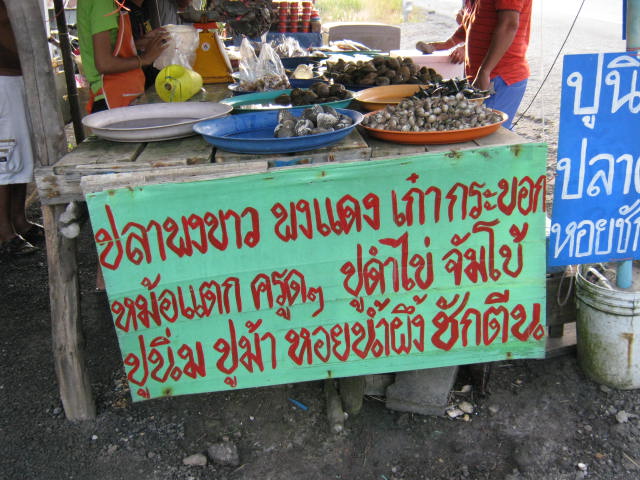 ปลาพงขาว พงแดง เก๋า กระบอก
หม้อแตก ครูดๆ ปูดำไข่ จัมโบ้
ปูนิ่ม ปูม้า หอยน้ำผึ้ง ชักตีน
ปูนิ่
ปลาด
หอยชัก